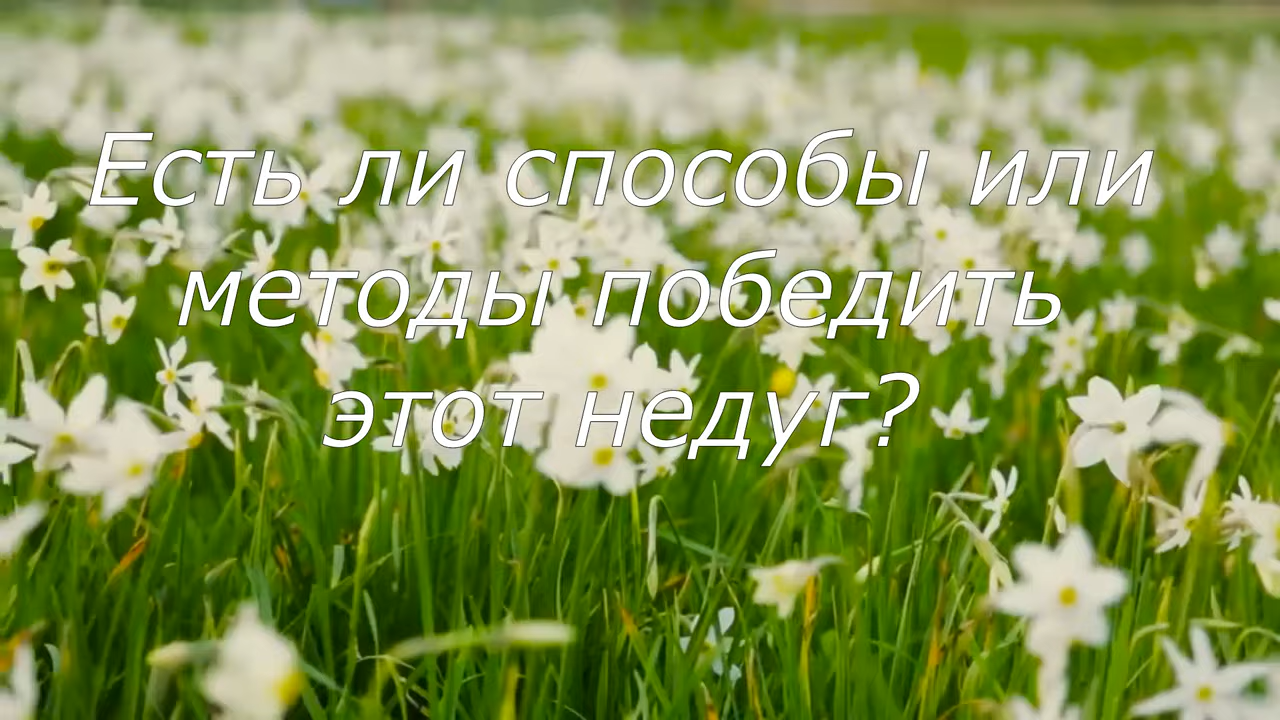 Есть ли способы или
методы победить
этот недуг?